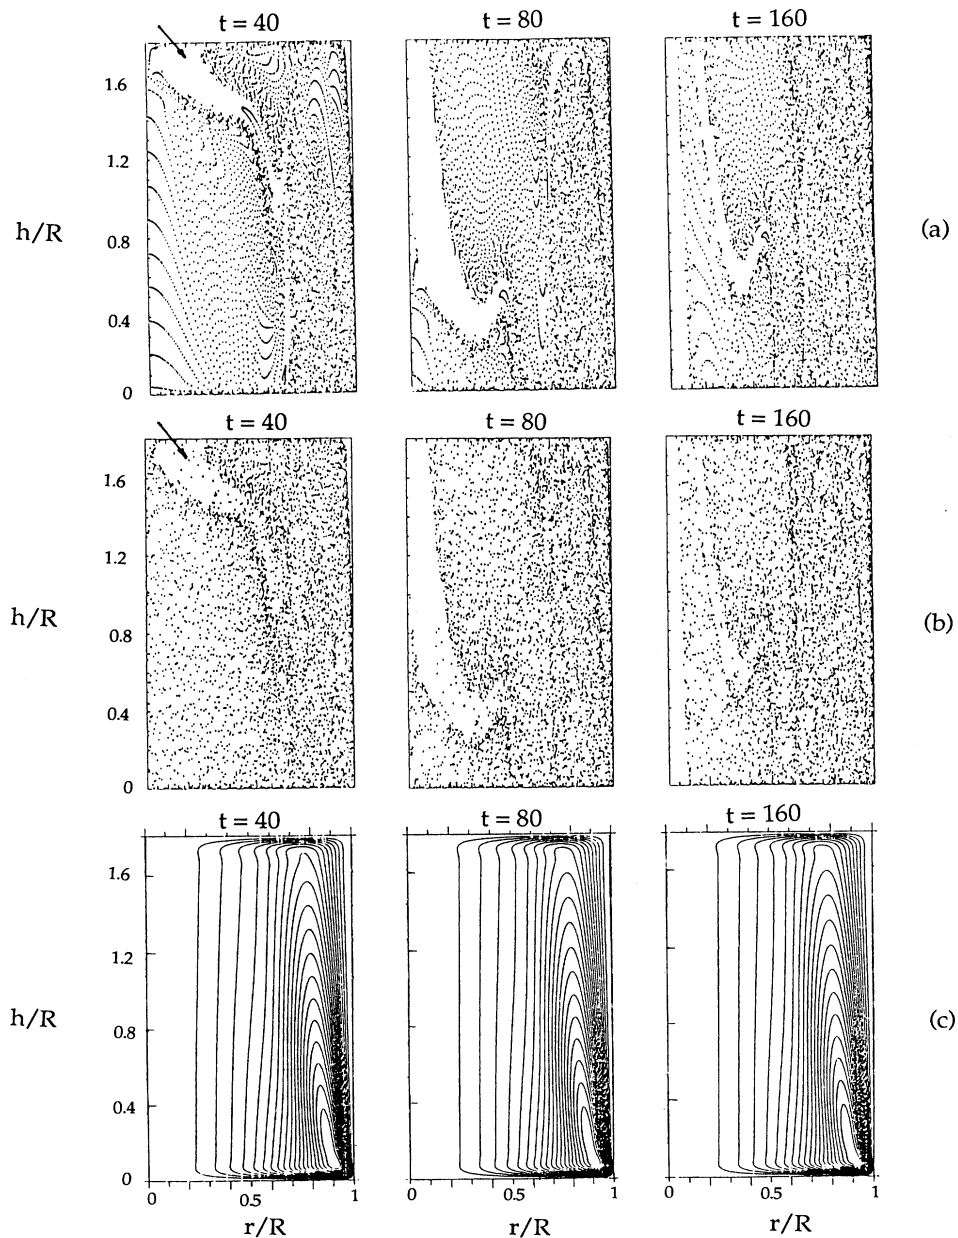 t = 40
t = 80
t = 160
1.6
1.2
h/R
0.8
(a)
0.4
0
t = 40
t = 80
t = 160
1.6
1.2
h/R
0.8
(b)
0.4
0
t = 40
t = 80
t = 160
1.6
1.2
h/R
0.8
(c)
0.4
0
0 0.5 1
0 0.5 1
0.5 1
r/R
r/R
r/R